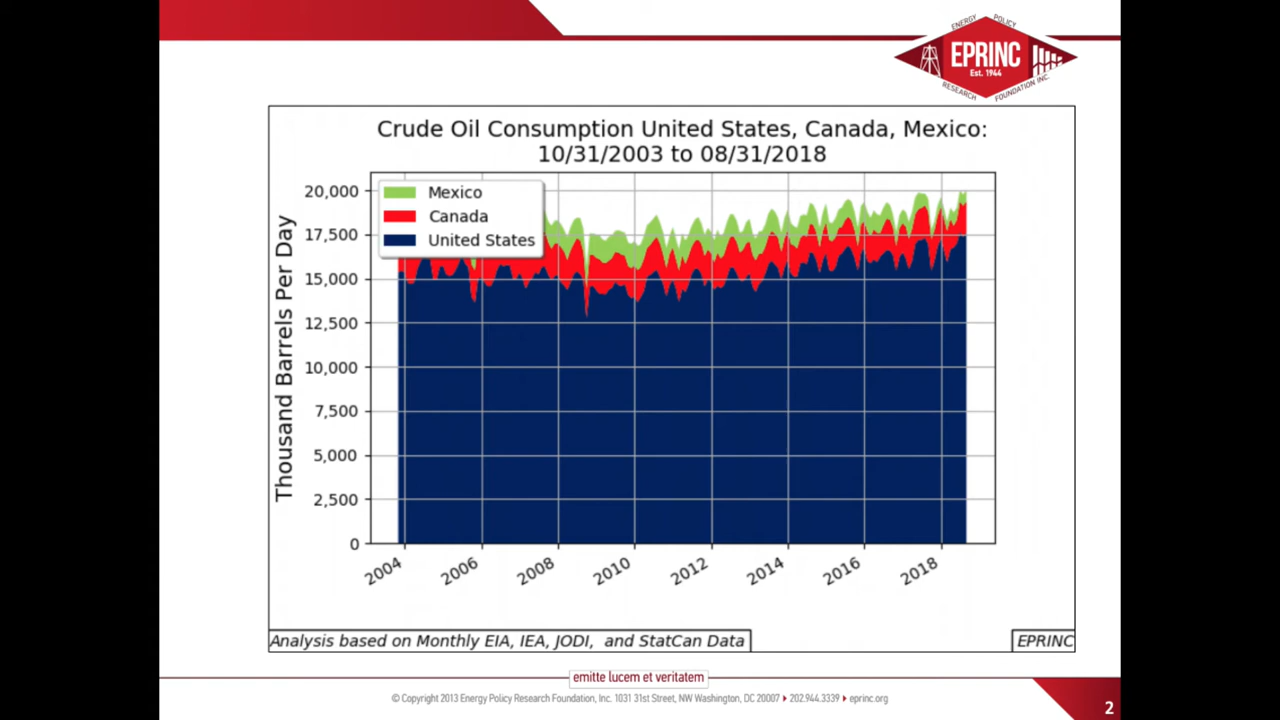 ENERGY POLICY
EPRINC
Est. 1944
RESEARCH FOUNDATION INC.
Crude Oil Consumption United States, Canada, Mexico:
10/31/2003 to 08/31/2018
Mexico
Canada
United States
Thousand Barrels Per Day
20,000
17,500
15,000
12,500
10,000
7,500
5,000
2,500
0
2004 2006 2008 2010 2012 2014 2016 2018
Analysis based on Monthly EIA, IEA, JODI, and StatCan Data
EPRINC
emitte lucem et veritatem
© Copyright 2013 Energy Policy Research Foundation, Inc. 1031 31st Street, NW Washington, DC 20007 202.944.3339 eprinc.org
2